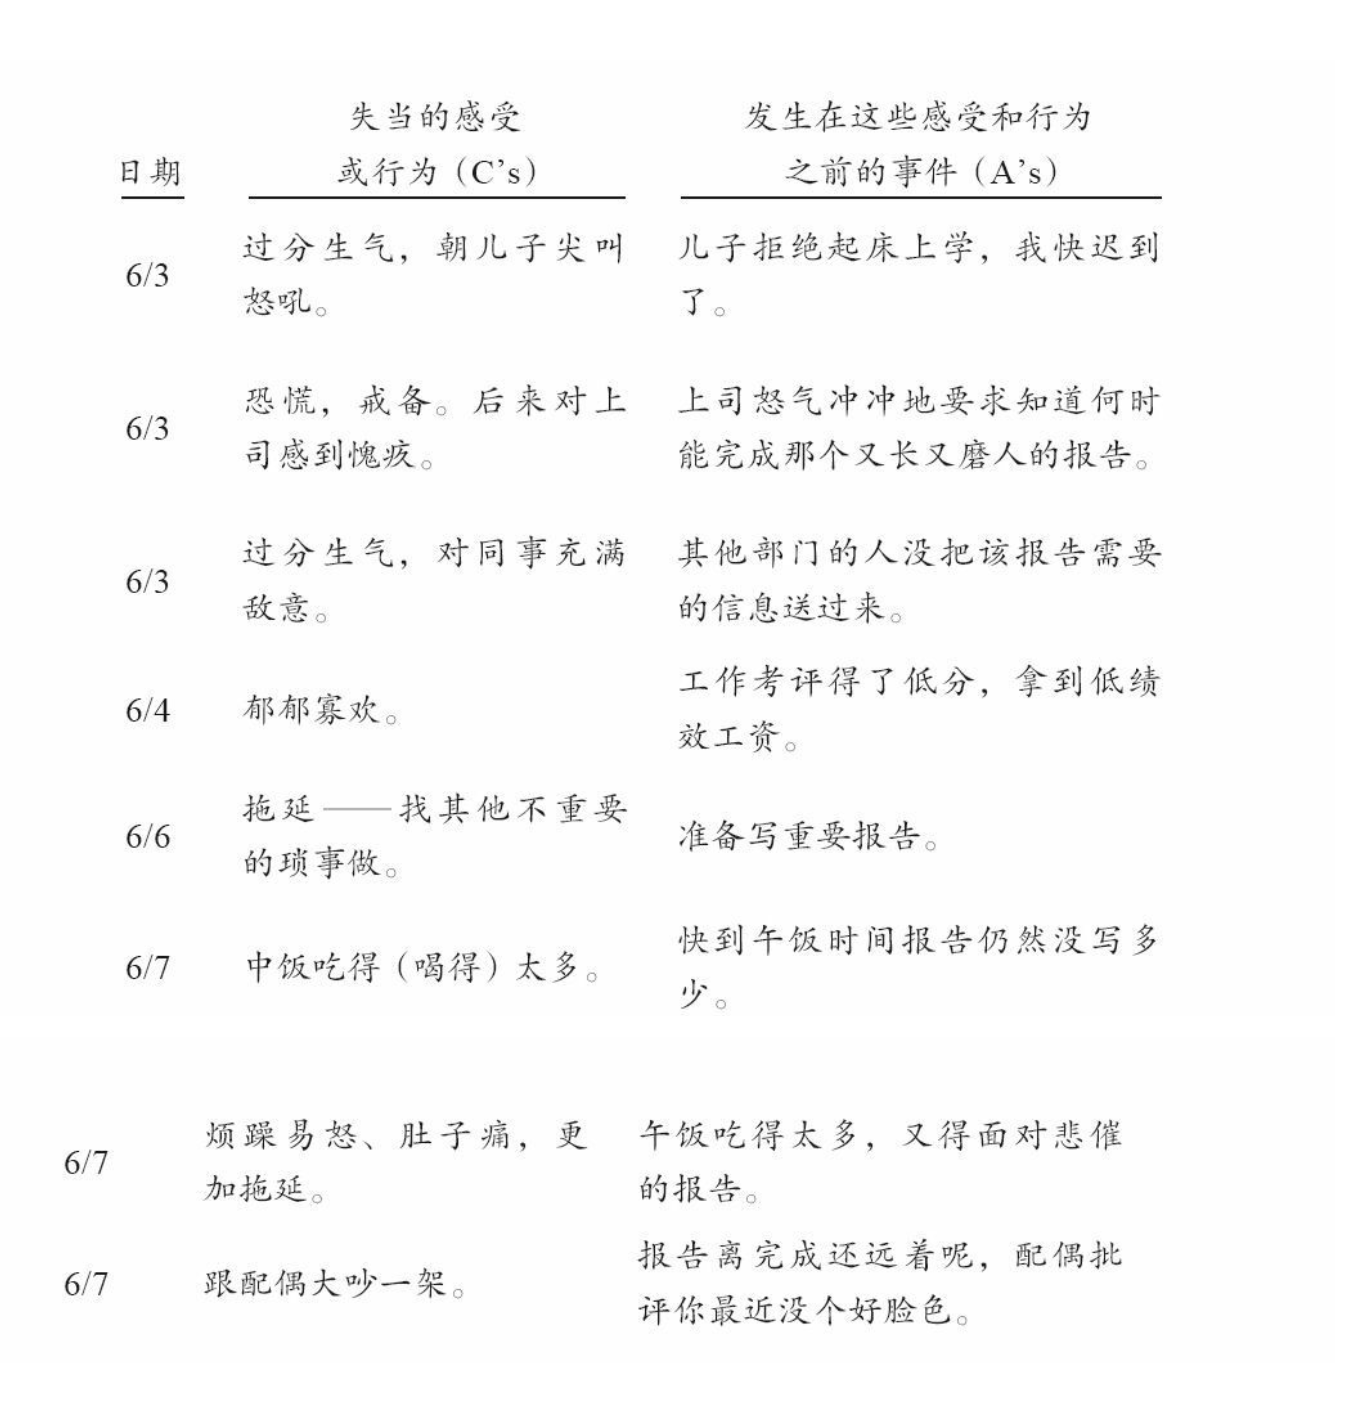 失当的感受
发生在这些感受和行为
日期
或行为（C’s）
之前的事件（A’s）
6/3
过分生气，朝儿子尖叫
怒吼。
儿子拒绝起床上学，我快迟到
了。
6/3
恐慌，戒备。后来对上
司感到愧疚。
上司怒气冲冲地要求知道何时
能完成那个又长又磨人的报告。
6/3
过分生气，对同事充满
敌意。
其他部门的人没把该报告需要
的信息送过来。
6/4
郁郁寡欢。
工作考评得了低分，拿到低绩
效工资。
6/6
拖延——找其他不重要
的琐事做。
准备写重要报告。
6/7
中饭吃得（喝得）太多。
快到午饭时间报告仍然没写多
少。
6/7
烦躁易怒、肚子痛，更
加拖延。
午饭吃得太多，又得面对悲催
的报告。
6/7
跟配偶大吵一架。
报告离完成还远着呢，配偶批
评你最近没个好脸色。